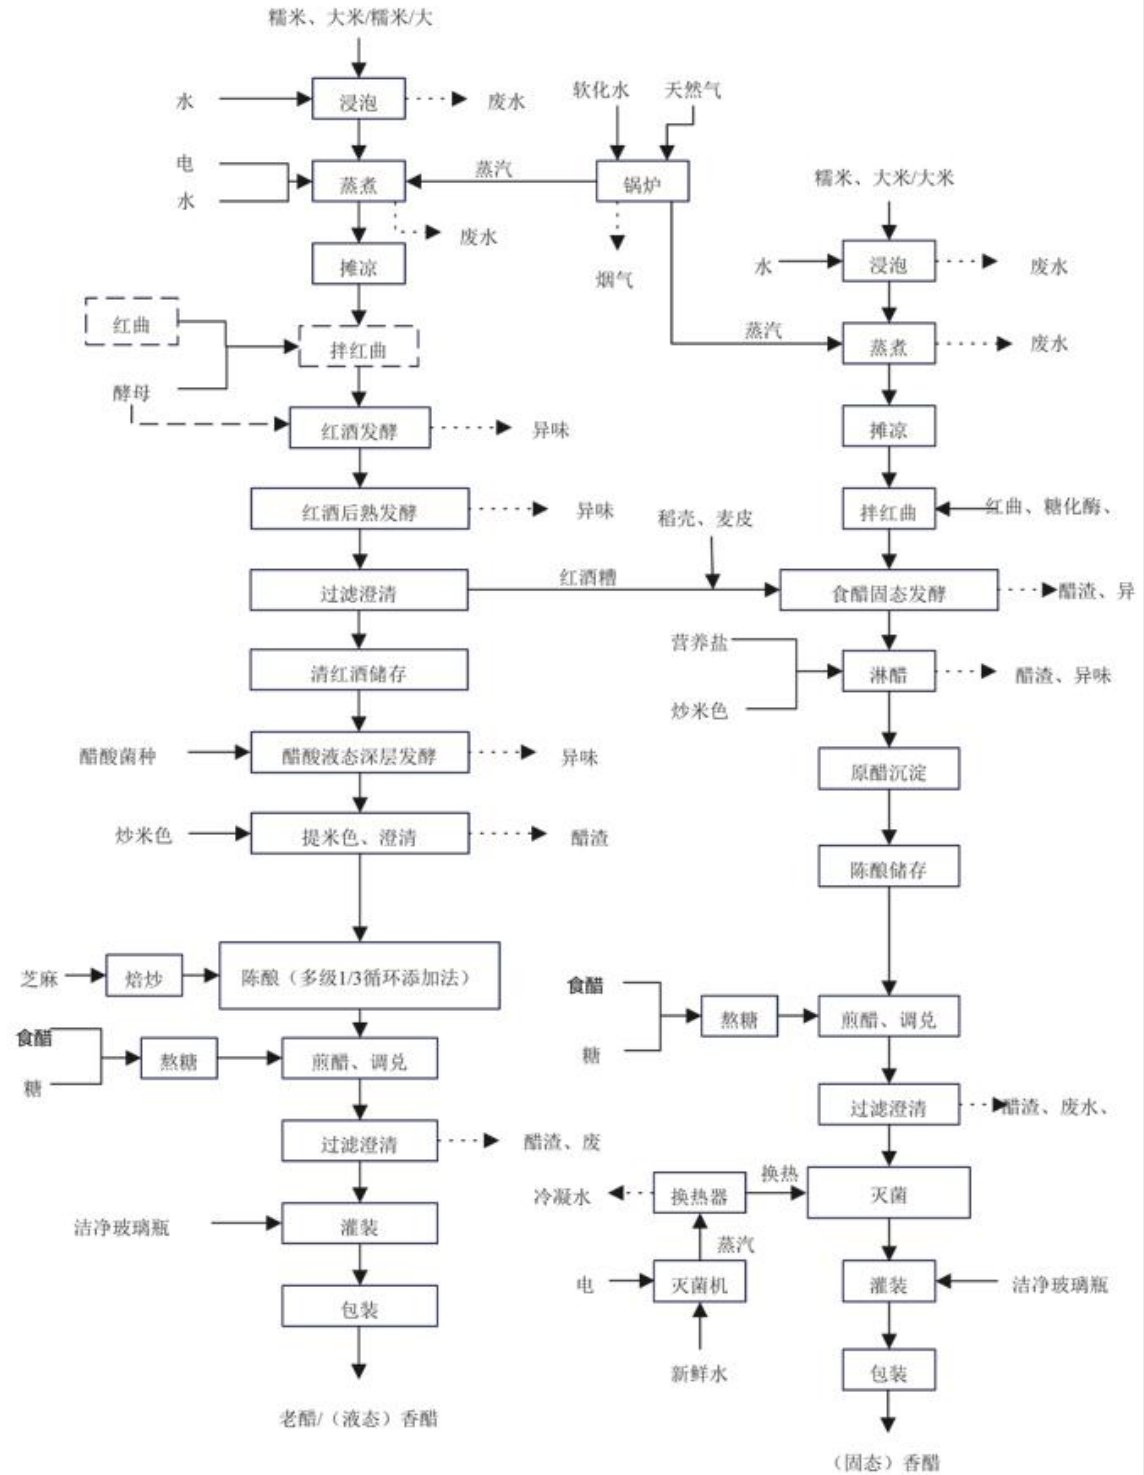 糯米、大米/糯米/大
水
浸泡
废水
软化水
天然气
电
水
蒸煮
蒸汽
锅炉
废水
烟气
摊凉
红曲
拌红曲
酵母
红酒发酵
异味
红酒后熟发酵
异味
过滤澄清
红酒糟
稻壳、麦皮
清红酒储存
醋酸菌种
醋酸液态深层发酵
异味
炒米色
提米色、澄清
醋渣
芝麻
焙炒
陈酿（多级1/3循环添加法）
食醋
糖
熬糖
煎醋、调兑
过滤澄清
醋渣、废
洁净玻璃瓶
灌装
包装
老醋/（液态）香醋
糯米、大米/大米
水
浸泡
废水
蒸汽
蒸煮
废水
摊凉
拌红曲
红曲、糖化酶、
食醋固态发酵
醋渣、异
营养盐
炒米色
淋醋
醋渣、异味
原醋沉淀
陈酿储存
食醋
糖
熬糖
煎醋、调兑
过滤澄清
醋渣、废水、
冷凝水
换热器
换热
灭菌
蒸汽
电
灭菌机
新鲜水
灌装
洁净玻璃瓶
包装
（固态）香醋